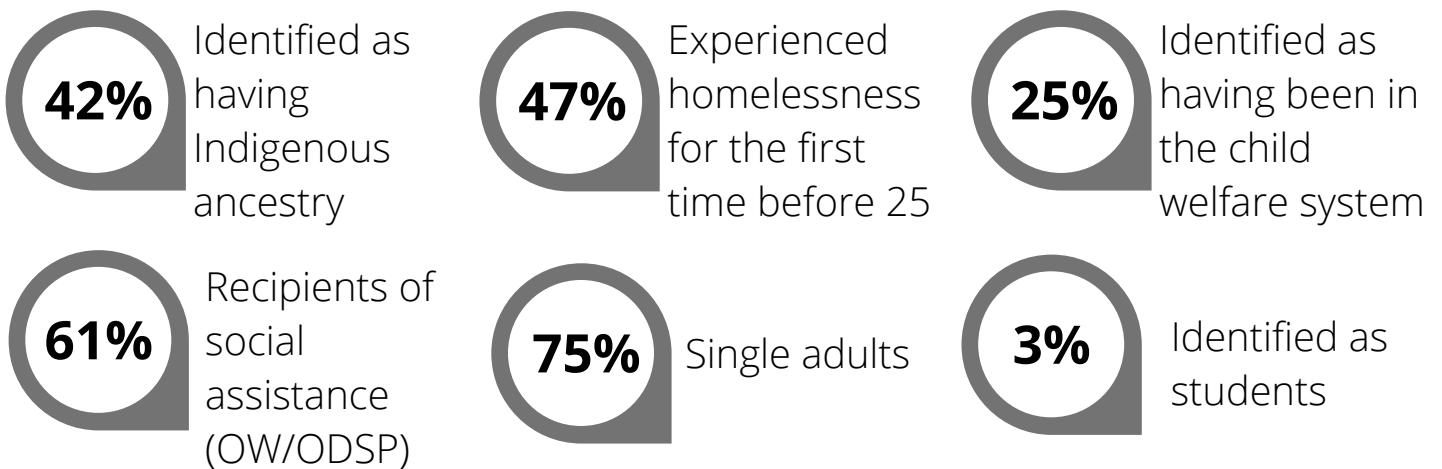 42%
Identified as
having
Indigenous
ancestry
47%
Experienced
homelessness
for the first
time before 25
25%
Identified as
having been in
the child
welfare system
61%
Recipients of
social
assistance
(OW/ODSP)
75%
Single adults
3%
Identified as
students